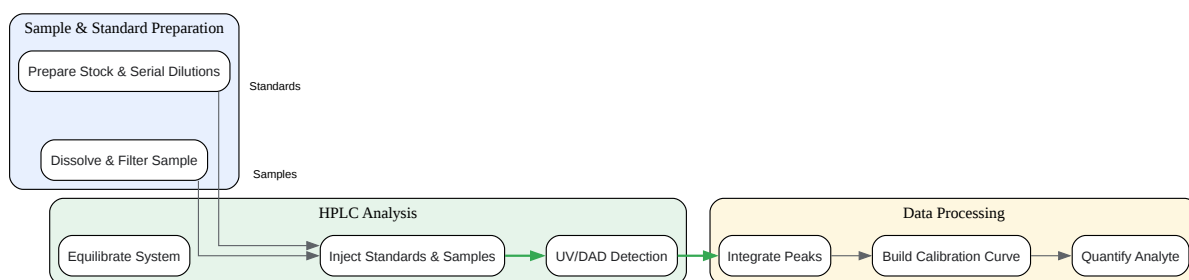 Sample & Standard Preparation
Prepare Stock & Serial Dilutions
Standards
Dissolve & Filter Sample
Samples
HPLC Analysis
Data Processing
Equilibrate System
Inject Standards & Samples
UV/DAD Detection
Integrate Peaks
Build Calibration Curve
Quantify Analyte